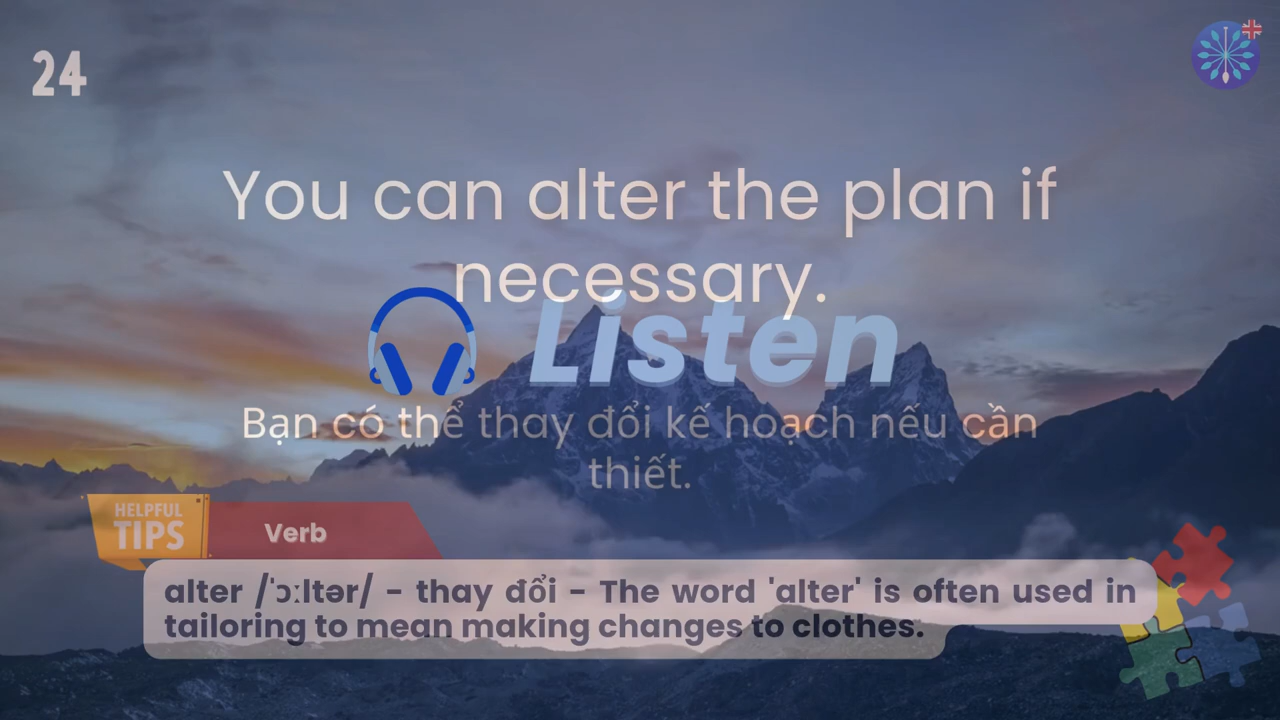 24
You can alter the plan if
necessary.
Listen
Bạn có thể thay đổi kế hoạch nếu cần
thiết.
HELPFUL
TIPS
Verb
alter /ˈɔːltər/ - thay đổi - The word 'alter' is often used in
tailoring to mean making changes to clothes.